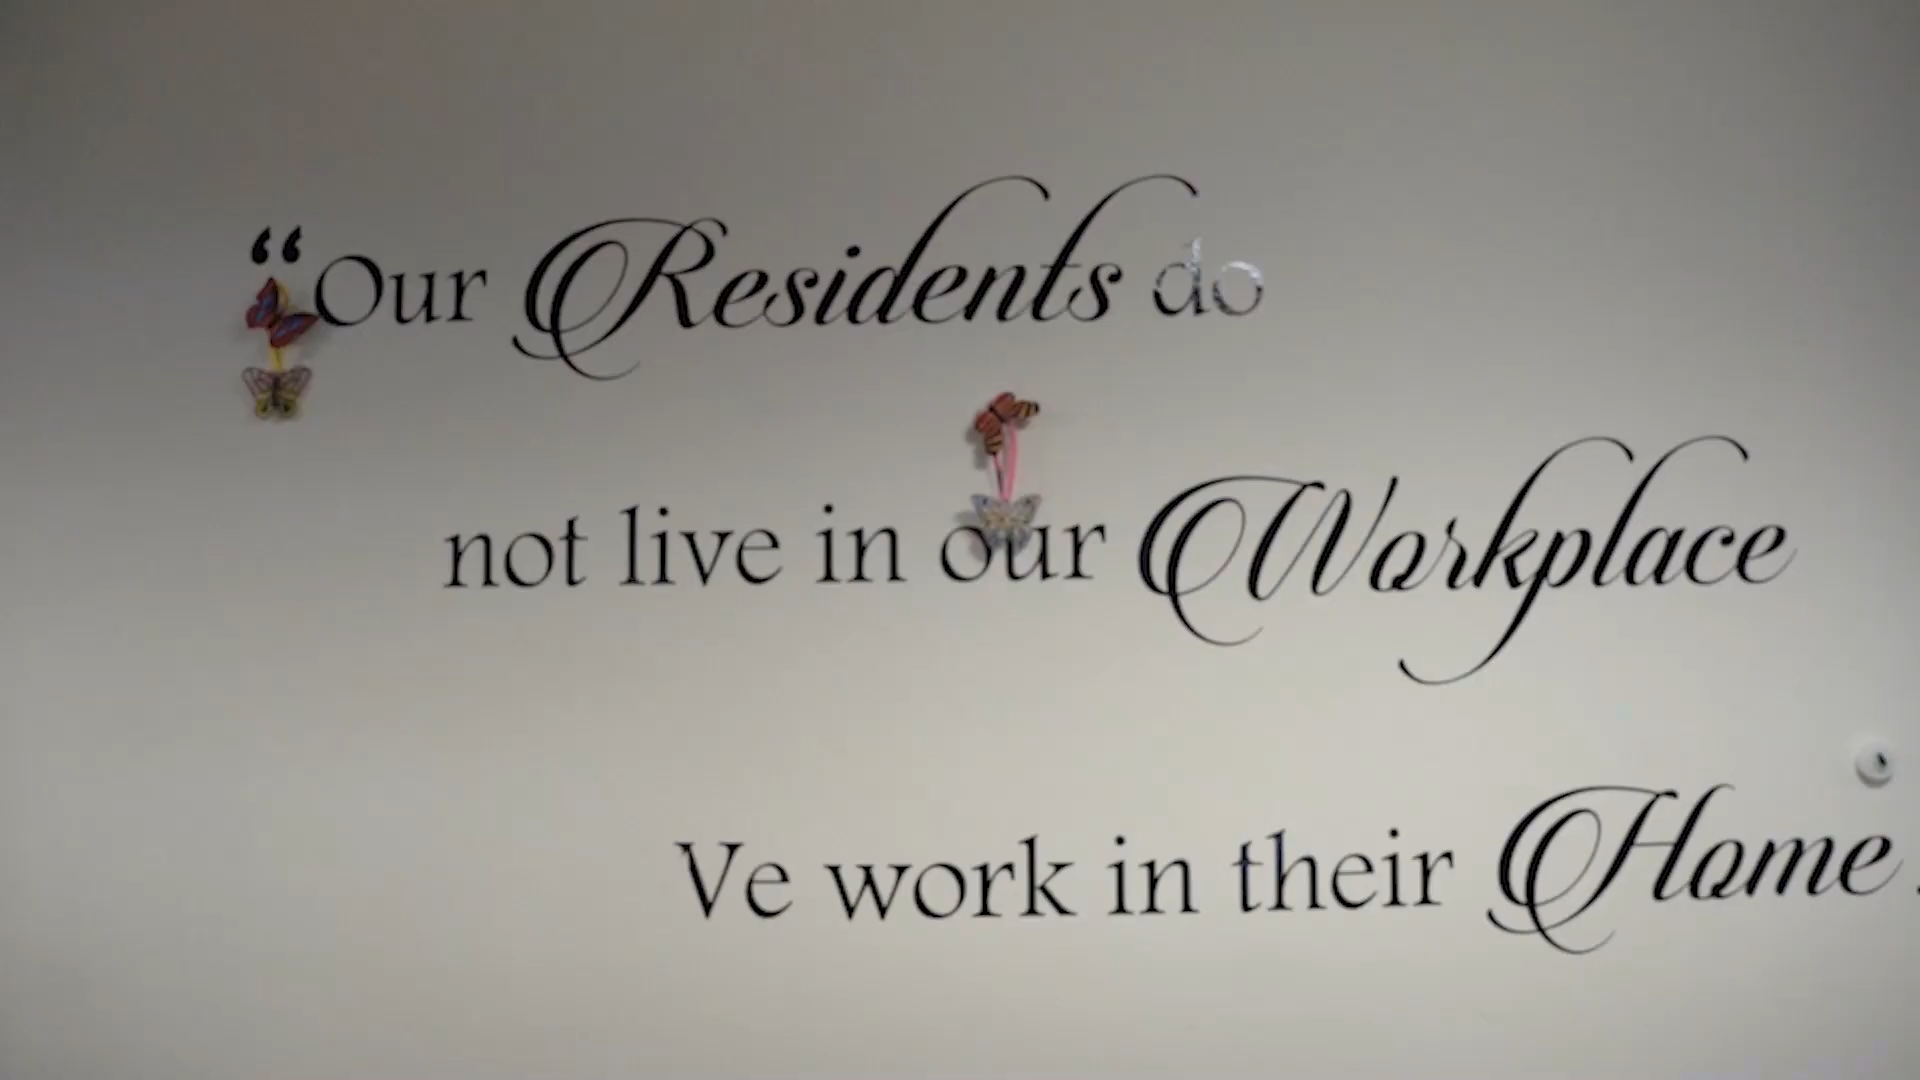 “Our Residents do
not live in our Workplace
Ve work in their Home.